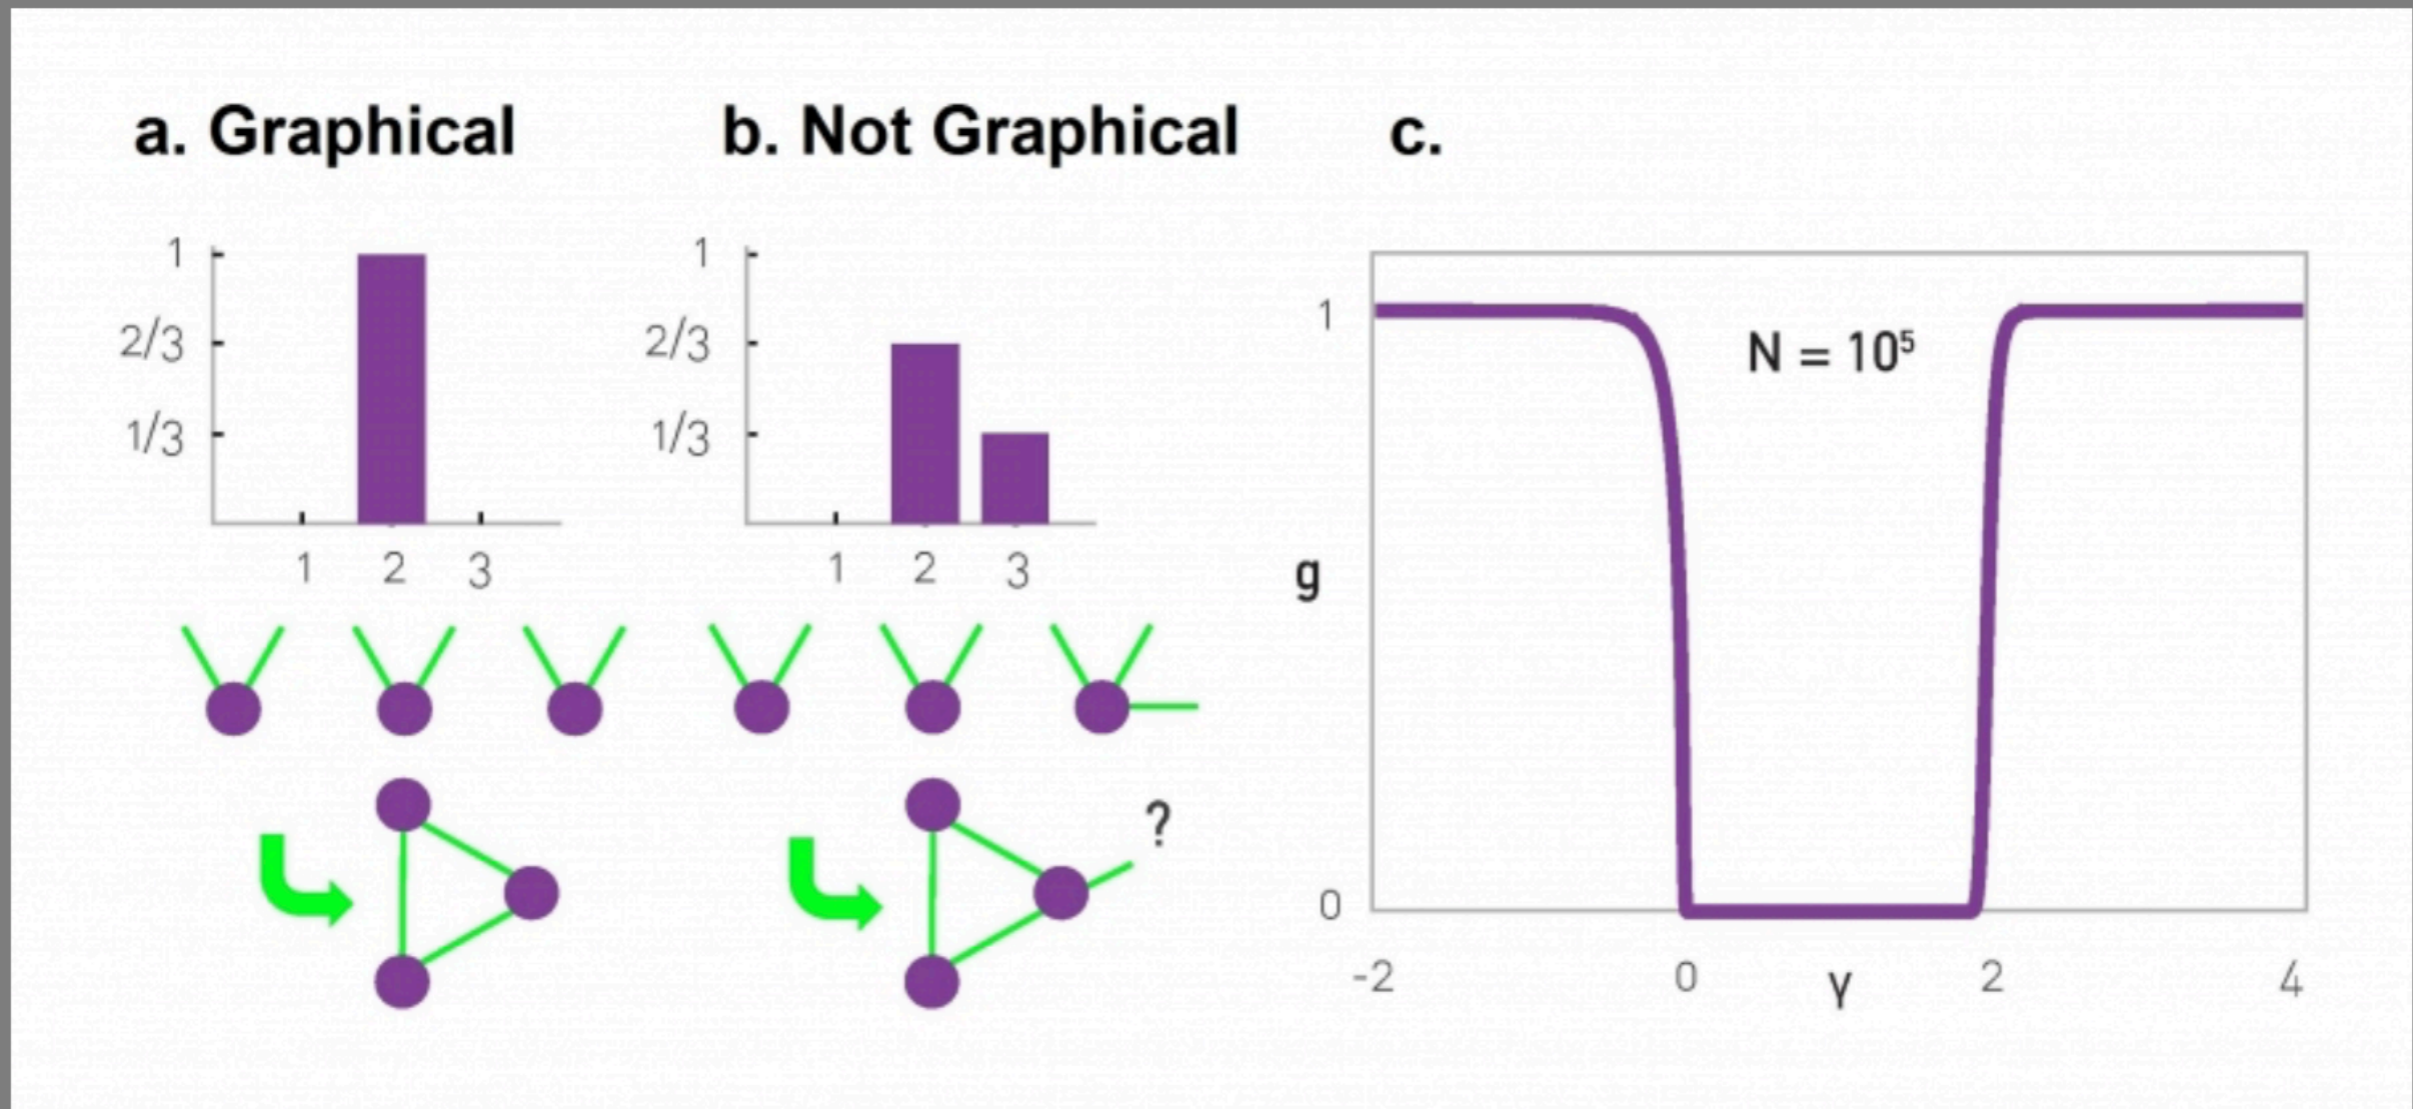 a. Graphical
b. Not Graphical
c.
1
2/3
1/3
1 2 3
1
2/3
1/3
1 2 3
?
1
N = 10⁵
g
0
-2 0 γ 2 4